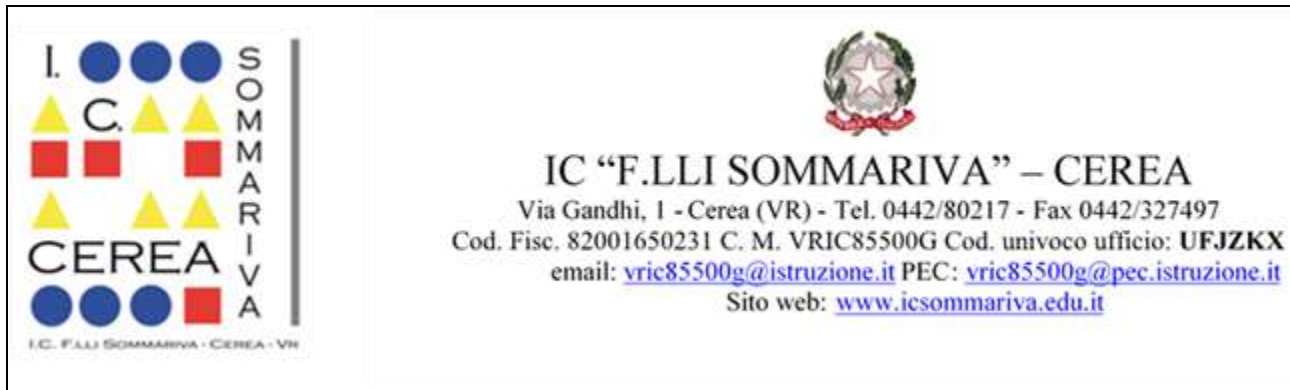 I.
C.
CEREA
SOMMARIVA
I.C. F.LLI SOMMARIVA - CEREA - VR
IC “F.LLI SOMMARIVA” – CEREA
Via Gandhi, 1 - Cerea (VR) - Tel. 0442/80217 - Fax 0442/327497
Cod. Fisc. 82001650231 C. M. VRIC85500G Cod. univoco ufficio: UFJZKX
email: vric85500g@istruzione.it PEC: vric85500g@pec.istruzione.it
Sito web: www.icsommariva.edu.it